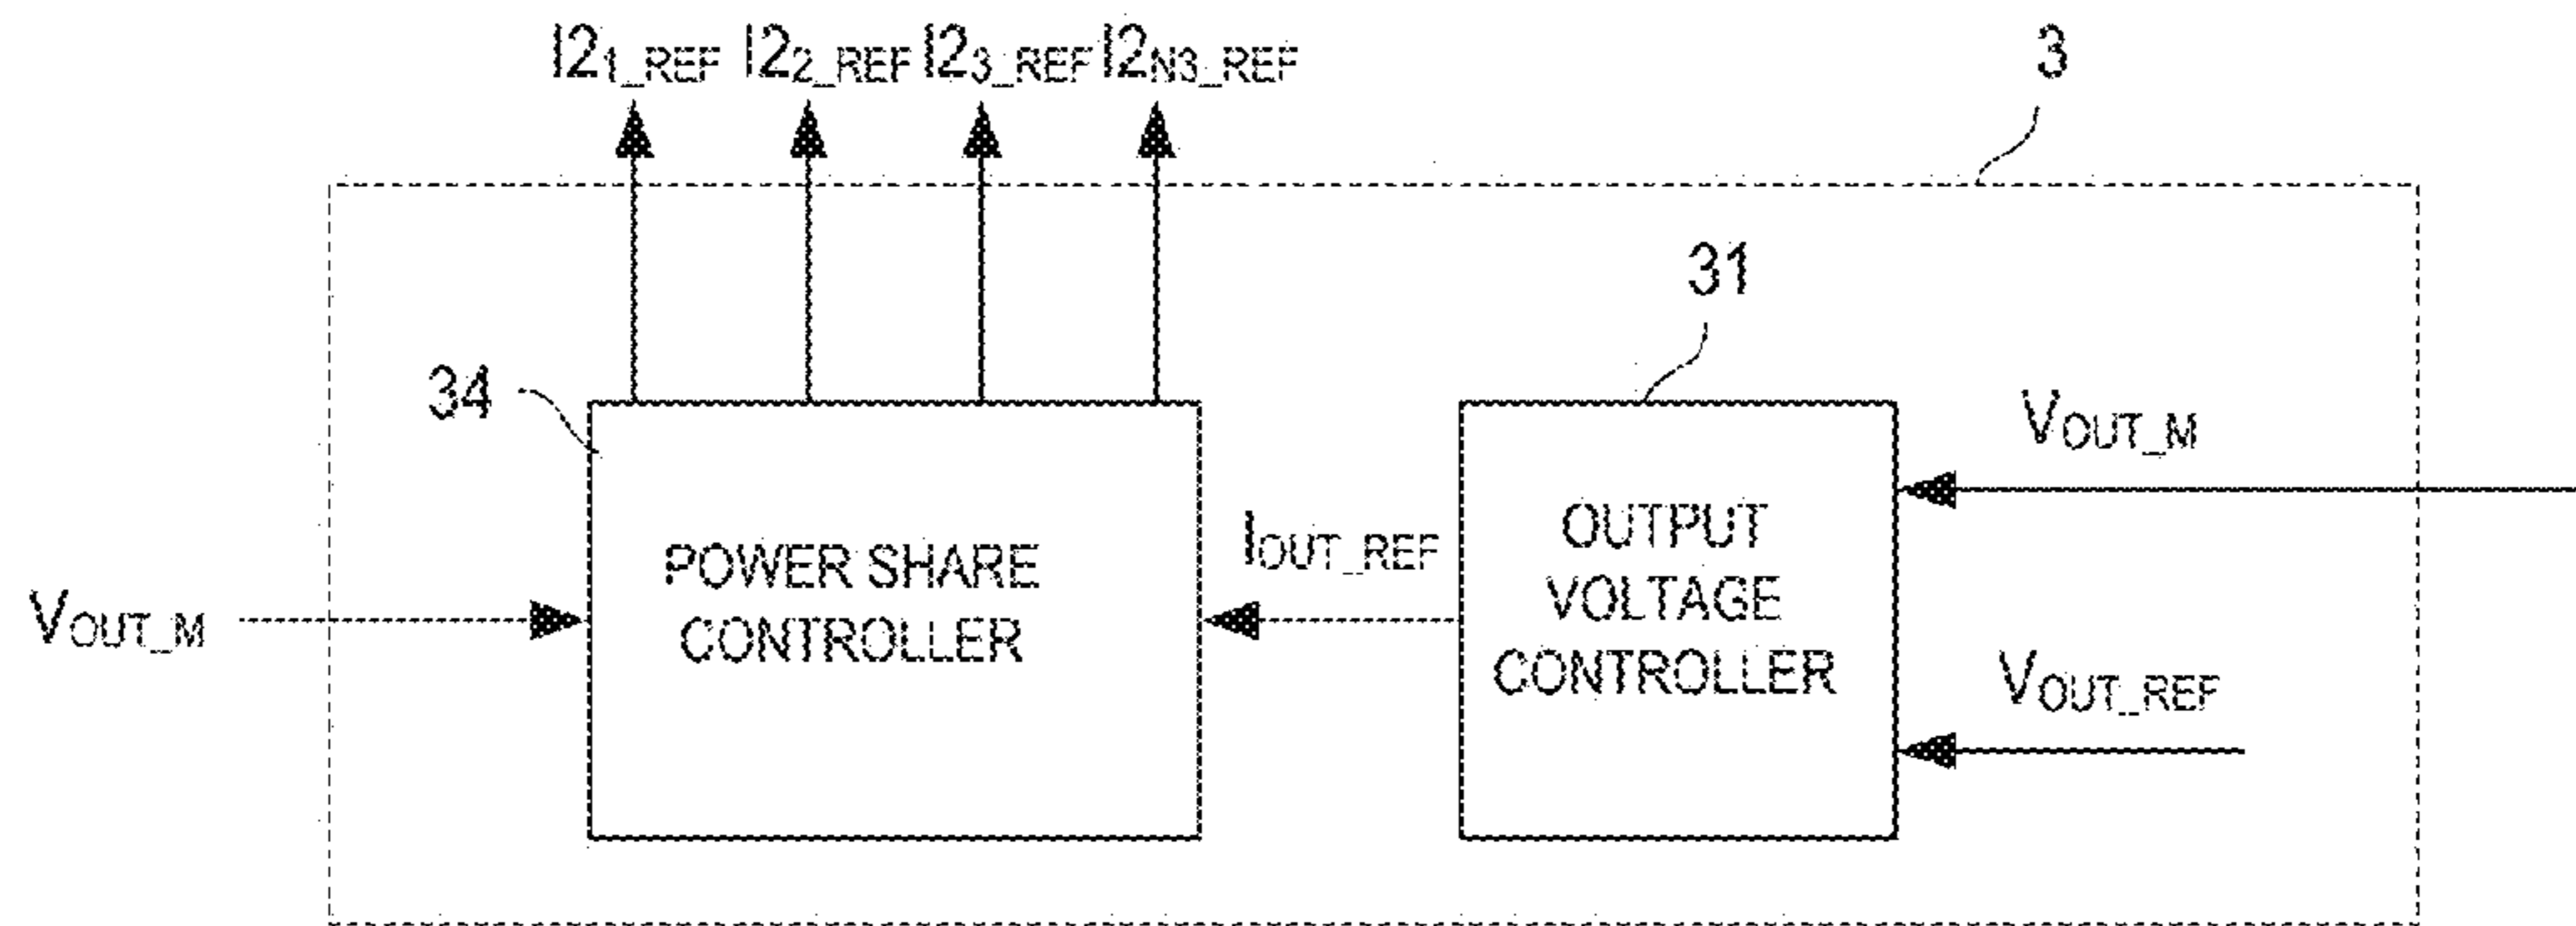 I2₁_REF I2₂_REF I2₃_REF I2N3_REF
3
31
34
VOUT_M
OUTPUT
VOLTAGE
CONTROLLER
IOUT_REF
POWER SHARE
CONTROLLER
VOUT_M
VOUT_REF